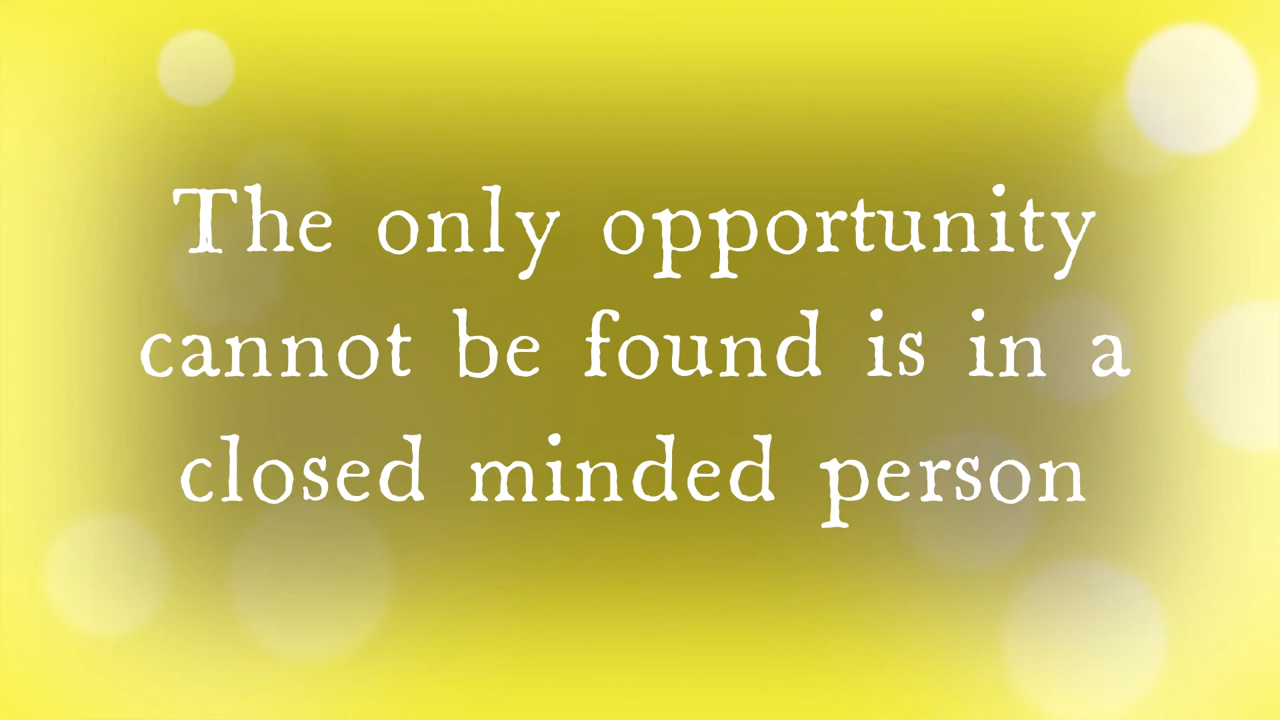 The only opportunity
cannot be found is in a
closed minded person